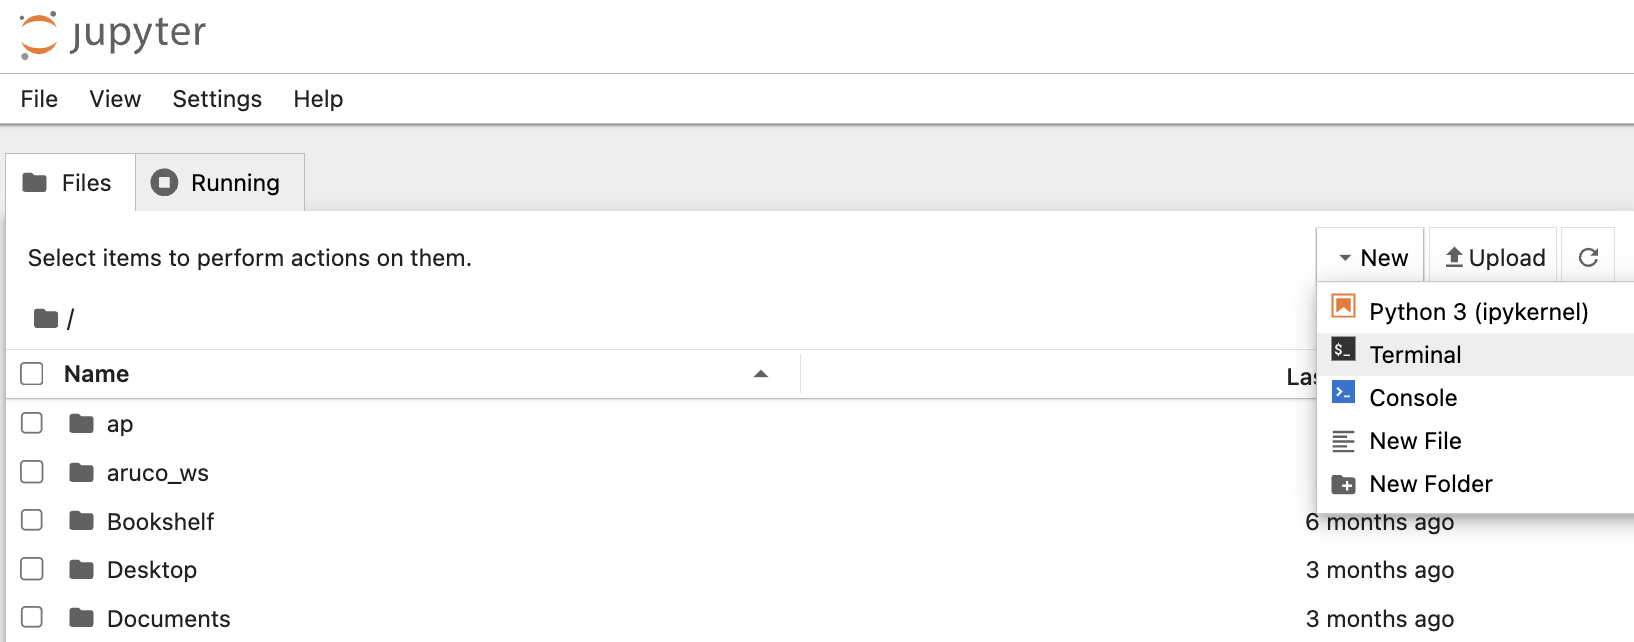 jupyter
File View Settings Help
Files Running
Select items to perform actions on them.
New Upload
/
Python 3 (ipykernel)
$_ Terminal
Name
>_ Console
ap
New File
aruco_ws
New Folder
Bookshelf 6 months ago
Desktop 3 months ago
Documents 3 months ago